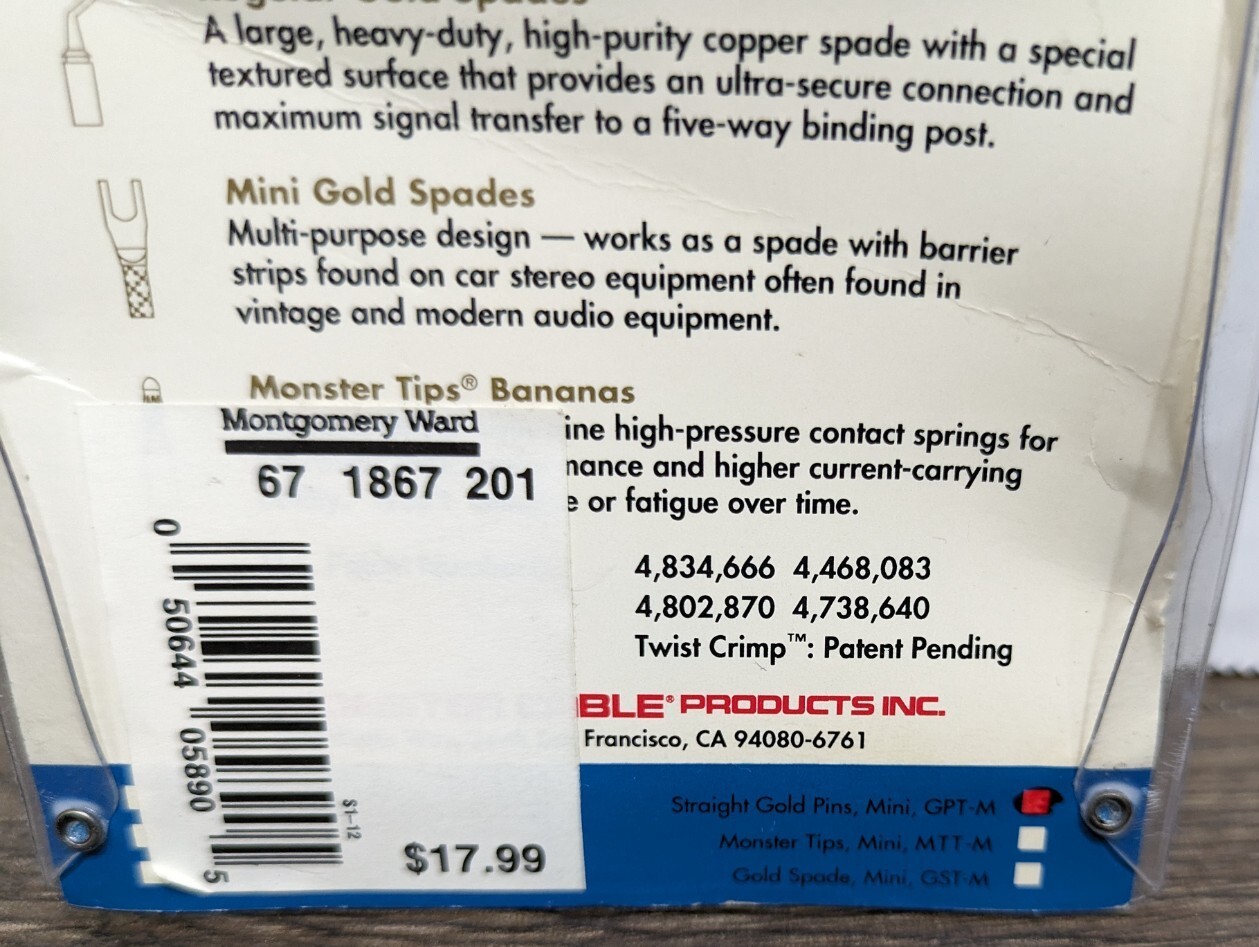 Regular Gold Spades
A large, heavy-duty, high-purity copper spade with a special
textured surface that provides an ultra-secure connection and
maximum signal transfer to a five-way binding post.
Mini Gold Spades
Multi-purpose design — works as a spade with barrier
strips found on car stereo equipment often found in
vintage and modern audio equipment.
Monster Tips® Bananas
ine high-pressure contact springs for
nance and higher current-carrying
e or fatigue over time.
Montgomery Ward
67 1867 201
0 50644 05890 5
S1-12
$17.99
4,834,666 4,468,083
4,802,870 4,738,640
Twist Crimp™: Patent Pending
BLE® PRODUCTS INC.
Francisco, CA 94080-6761
Straight Gold Pins, Mini, GPT-M
Monster Tips, Mini, MTT-M
Gold Spade, Mini, GST-M